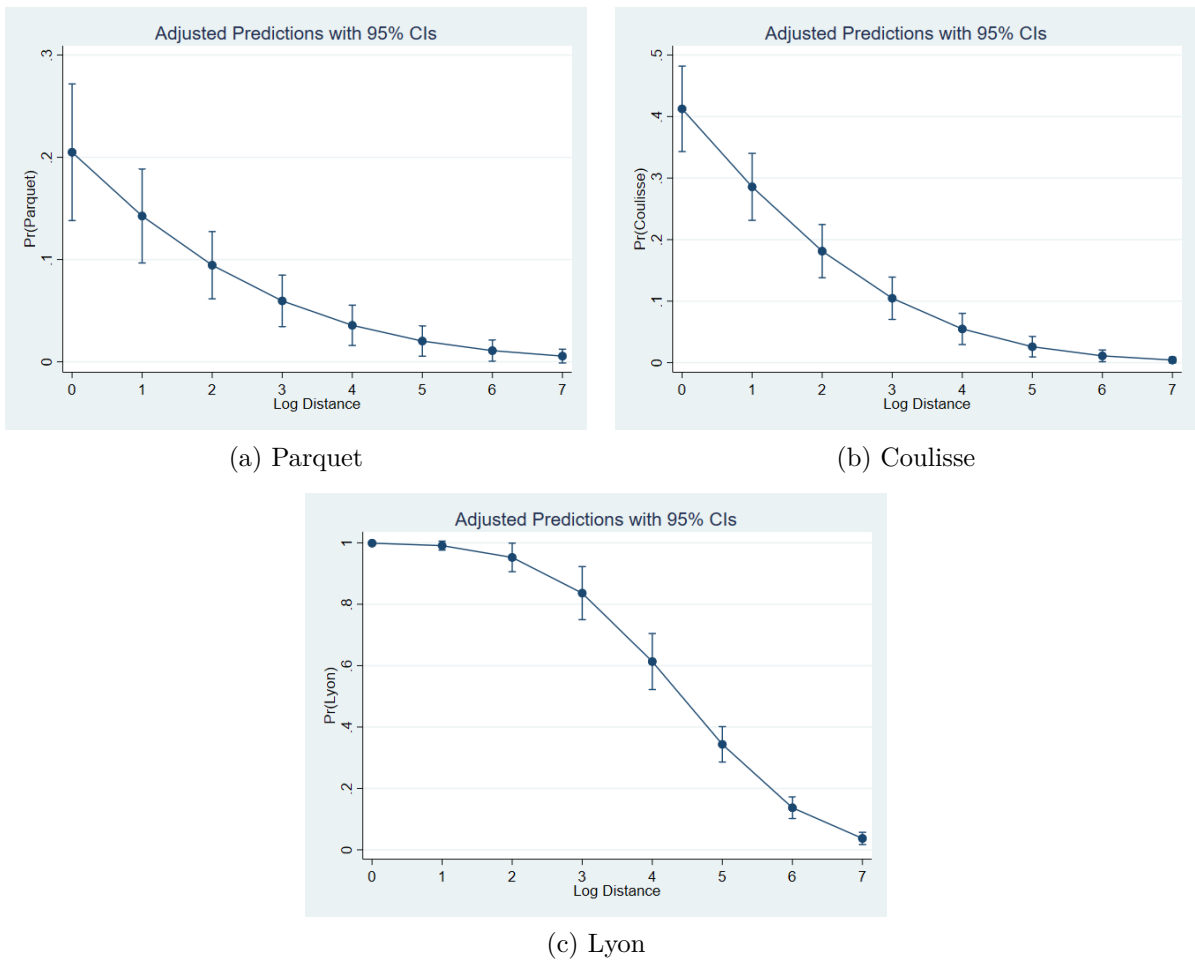 Adjusted Predictions with 95% CIs
.3
.2
.1
0
Pr(Parquet)
0 1 2 3 4 5 6 7
Log Distance
(a) Parquet
Adjusted Predictions with 95% CIs
.5
.4
.3
.2
.1
0
Pr(Coulisse)
0 1 2 3 4 5 6 7
Log Distance
(b) Coulisse
Adjusted Predictions with 95% CIs
1
.8
.6
.4
.2
0
Pr(Lyon)
0 1 2 3 4 5 6 7
Log Distance
(c) Lyon